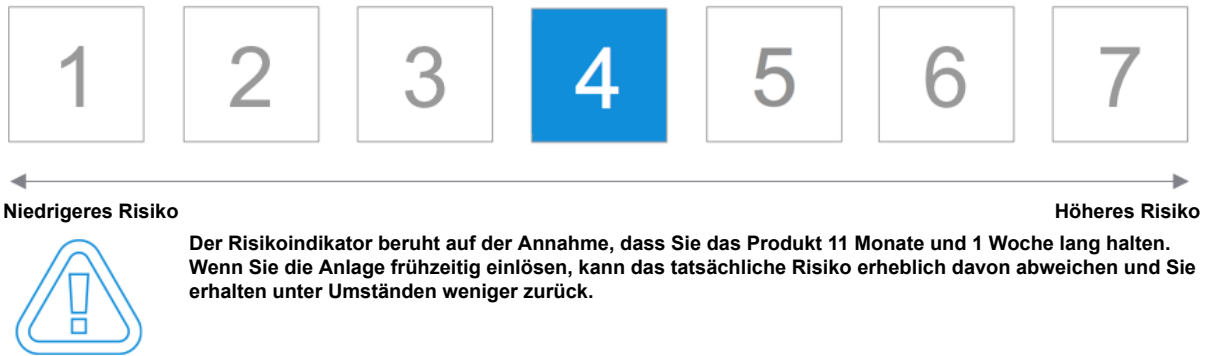 1 2 3 4 5 6 7
Niedrigeres Risiko Höheres Risiko
Der Risikoindikator beruht auf der Annahme, dass Sie das Produkt 11 Monate und 1 Woche lang halten.
Wenn Sie die Anlage frühzeitig einlösen, kann das tatsächliche Risiko erheblich davon abweichen und Sie
erhalten unter Umständen weniger zurück.